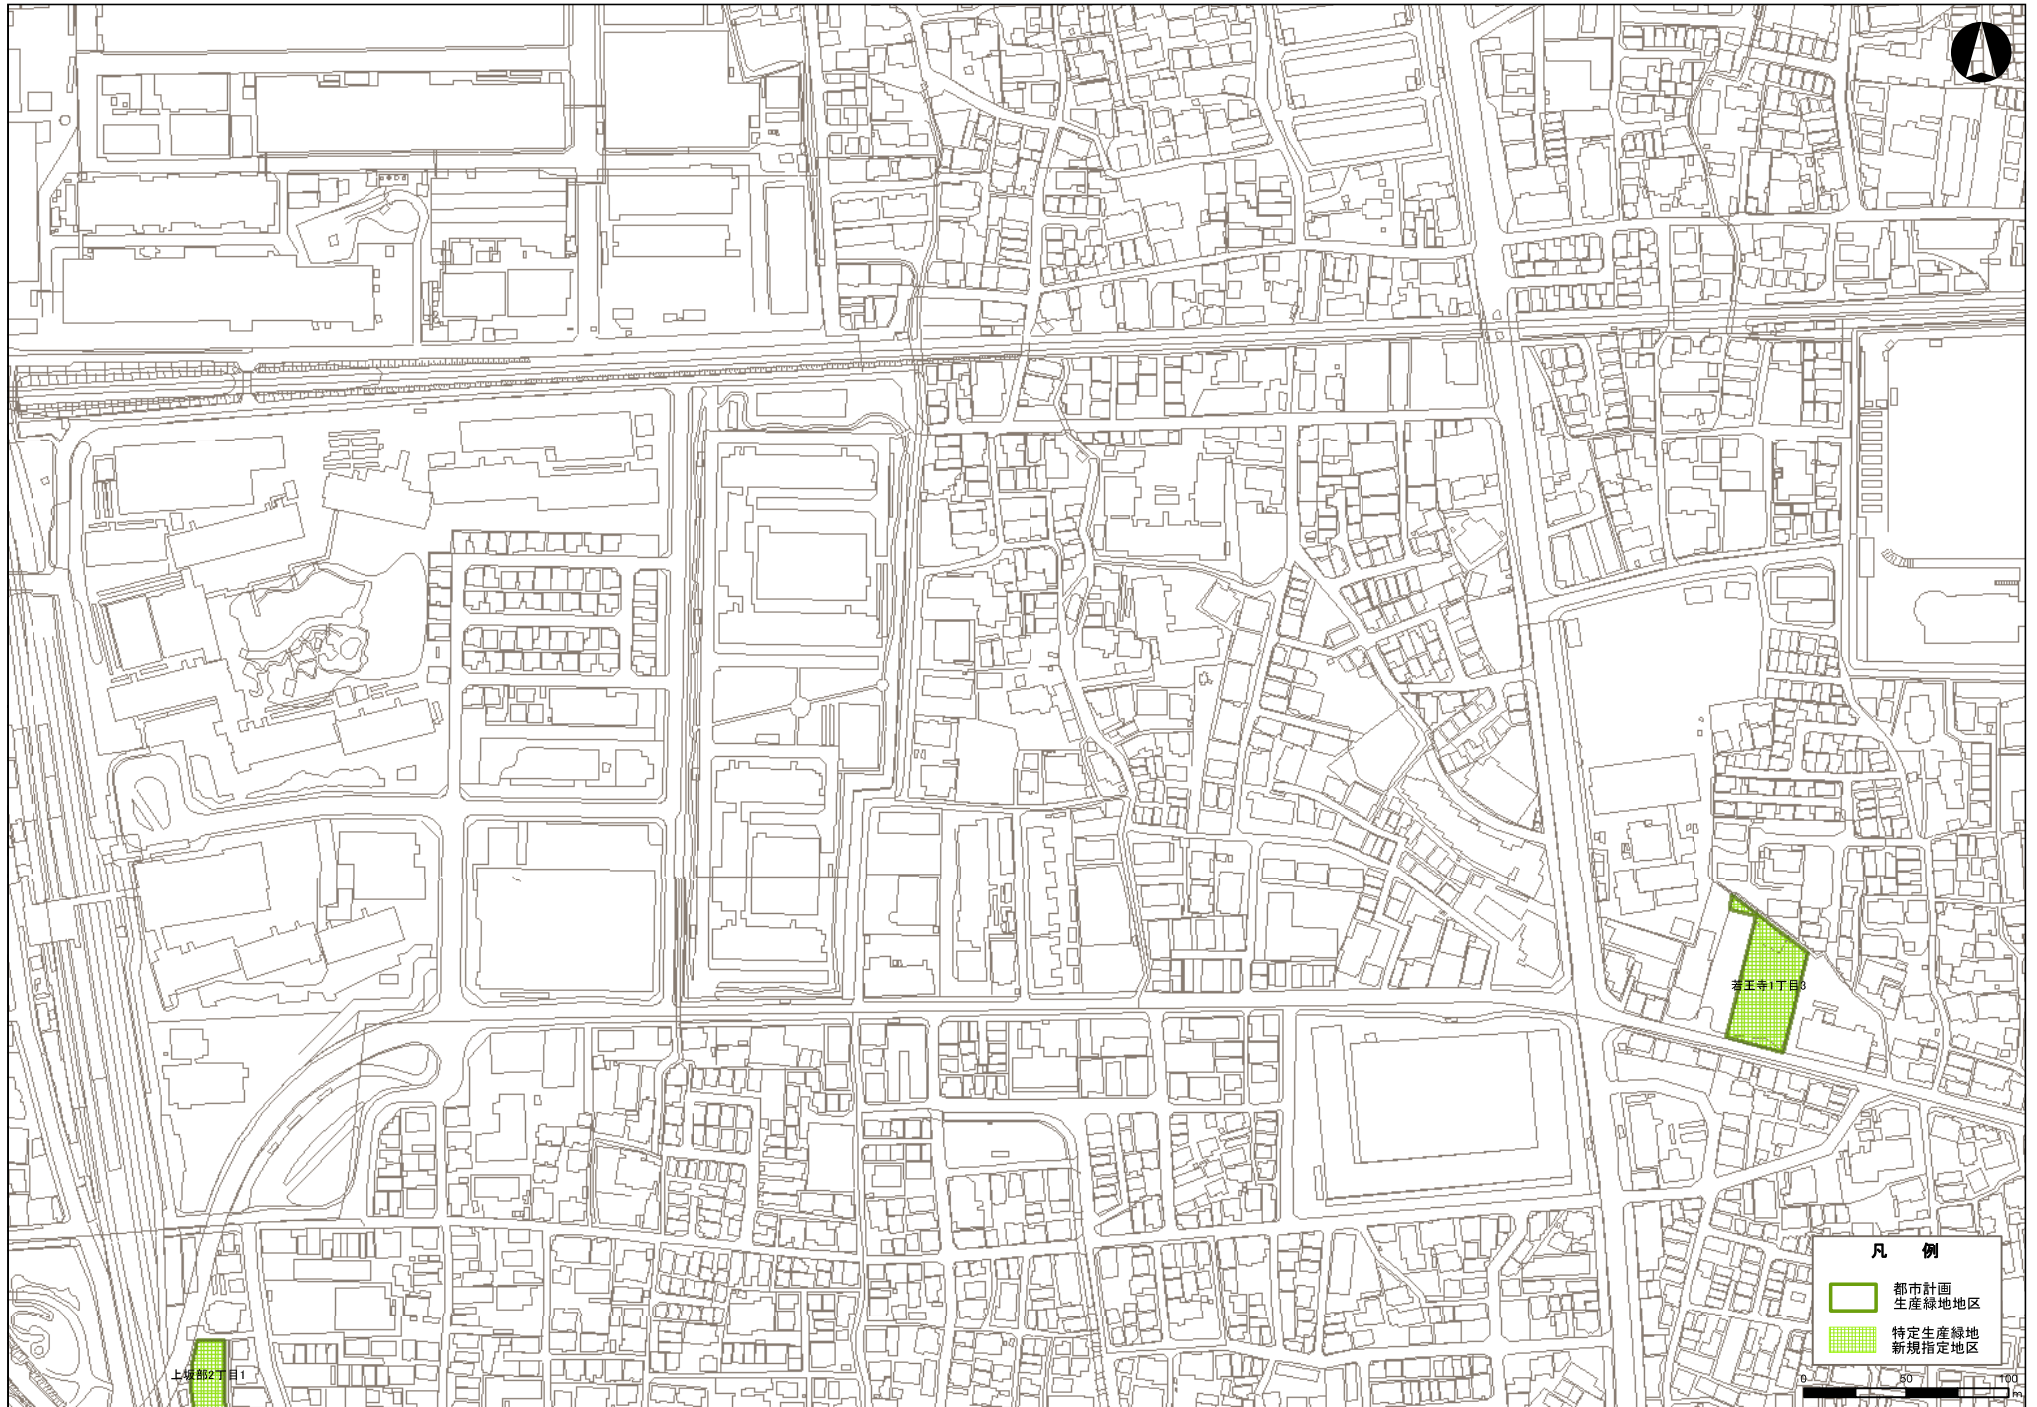 若王寺1丁目3
凡 例
都市計画
生産緑地地区
特定生産緑地
新規指定地区
上坂部2丁目1
0 50 100
m